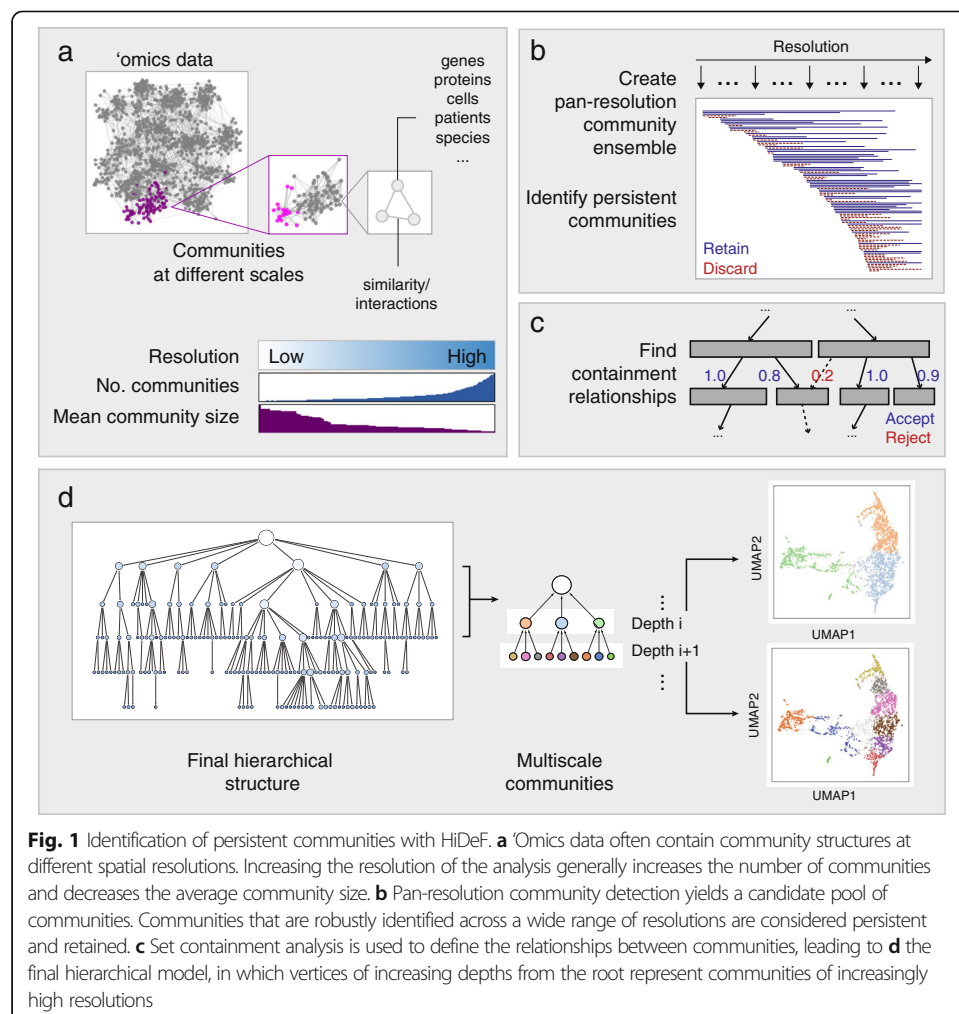 a
'omics data
genes
proteins
cells
patients
species
...
Communities
at different scales
similarity/
interactions
Resolution
Low
High
No. communities
Mean community size
b
Resolution
... ... ... ...
Create
pan-resolution
community
ensemble
Identify persistent
communities
Retain
Discard
c
... ...
Find
containment
relationships
1.0 0.8 0.2 1.0 0.9
Accept
Reject
... ...
d
Final hierarchical
structure
Multiscale
communities
...
Depth i
Depth i+1
...
UMAP2
UMAP1
UMAP2
UMAP1
Fig. 1 Identification of persistent communities with HiDeF. a 'Omics data often contain community structures at
different spatial resolutions. Increasing the resolution of the analysis generally increases the number of communities
and decreases the average community size. b Pan-resolution community detection yields a candidate pool of
communities. Communities that are robustly identified across a wide range of resolutions are considered persistent
and retained. c Set containment analysis is used to define the relationships between communities, leading to d the
final hierarchical model, in which vertices of increasing depths from the root represent communities of increasingly
high resolutions